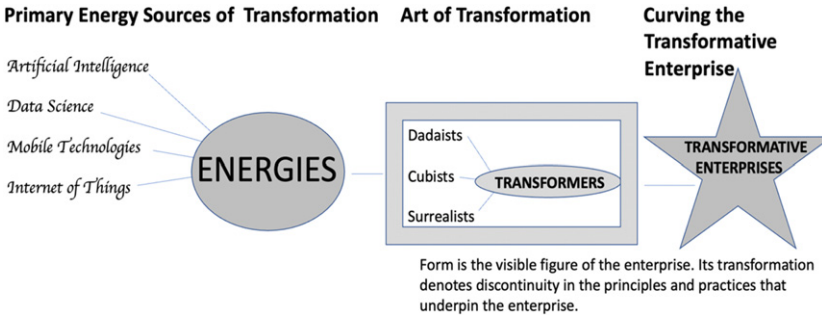 Primary Energy Sources of Transformation
Art of Transformation
Curving the
Transformative
Enterprise
Artificial Intelligence
Data Science
Mobile Technologies
Internet of Things
ENERGIES
Dadaists
Cubists
Surrealists
TRANSFORMERS
TRANSFORMATIVE
ENTERPRISES
Form is the visible figure of the enterprise. Its transformation
denotes discontinuity in the principles and practices that
underpin the enterprise.